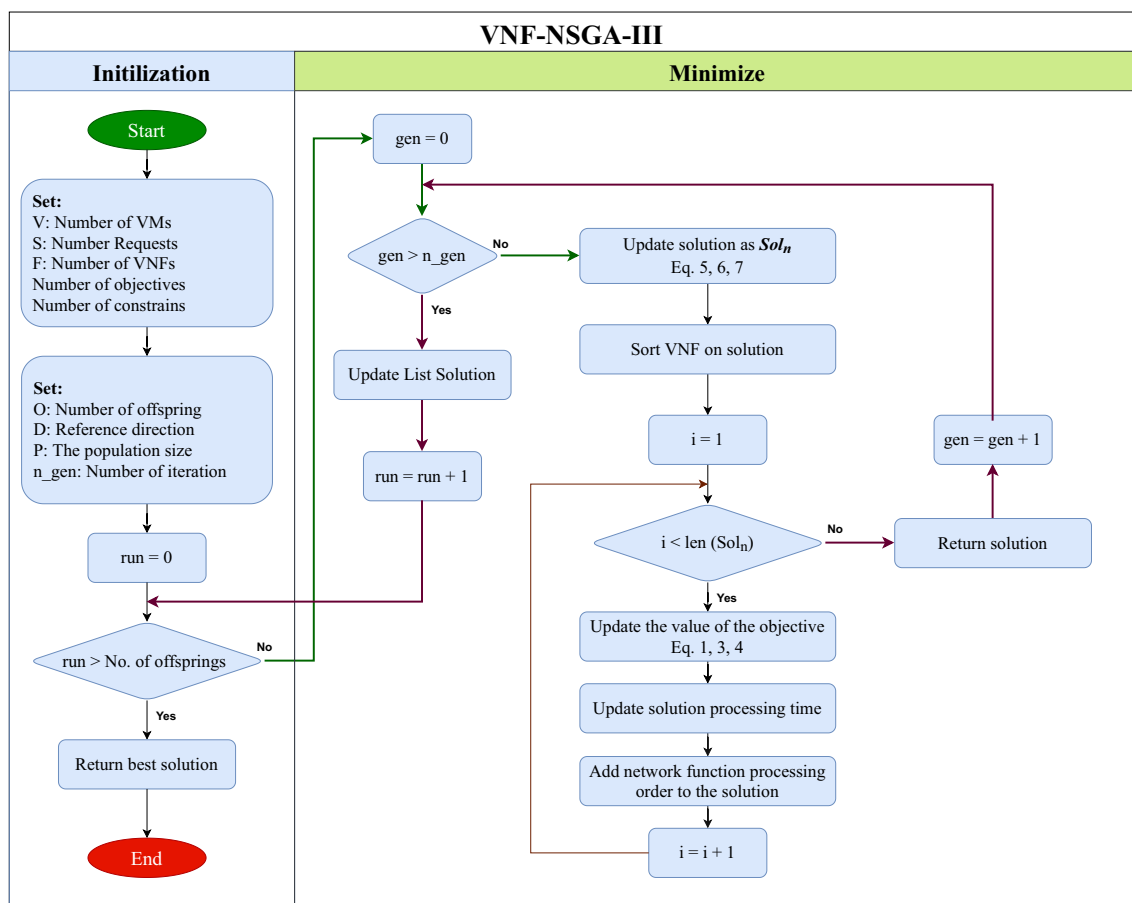 VNF-NSGA-III
Initilization
Minimize
Start
Set:
V: Number of VMs
S: Number Requests
F: Number of VNFs
Number of objectives
Number of constrains
Set:
O: Number of offspring
D: Reference direction
P: The population size
n_gen: Number of iteration
run = 0
run > No. of offsprings
No
Yes
Return best solution
End
gen = 0
gen > n_gen
No
Yes
Update List Solution
run = run + 1
Update solution as Solₙ
Eq. 5, 6, 7
Sort VNF on solution
i = 1
i < len (Solₙ)
No
Yes
Update the value of the objective
Eq. 1, 3, 4
Update solution processing time
Add network function processing
order to the solution
i = i + 1
Return solution
gen = gen + 1